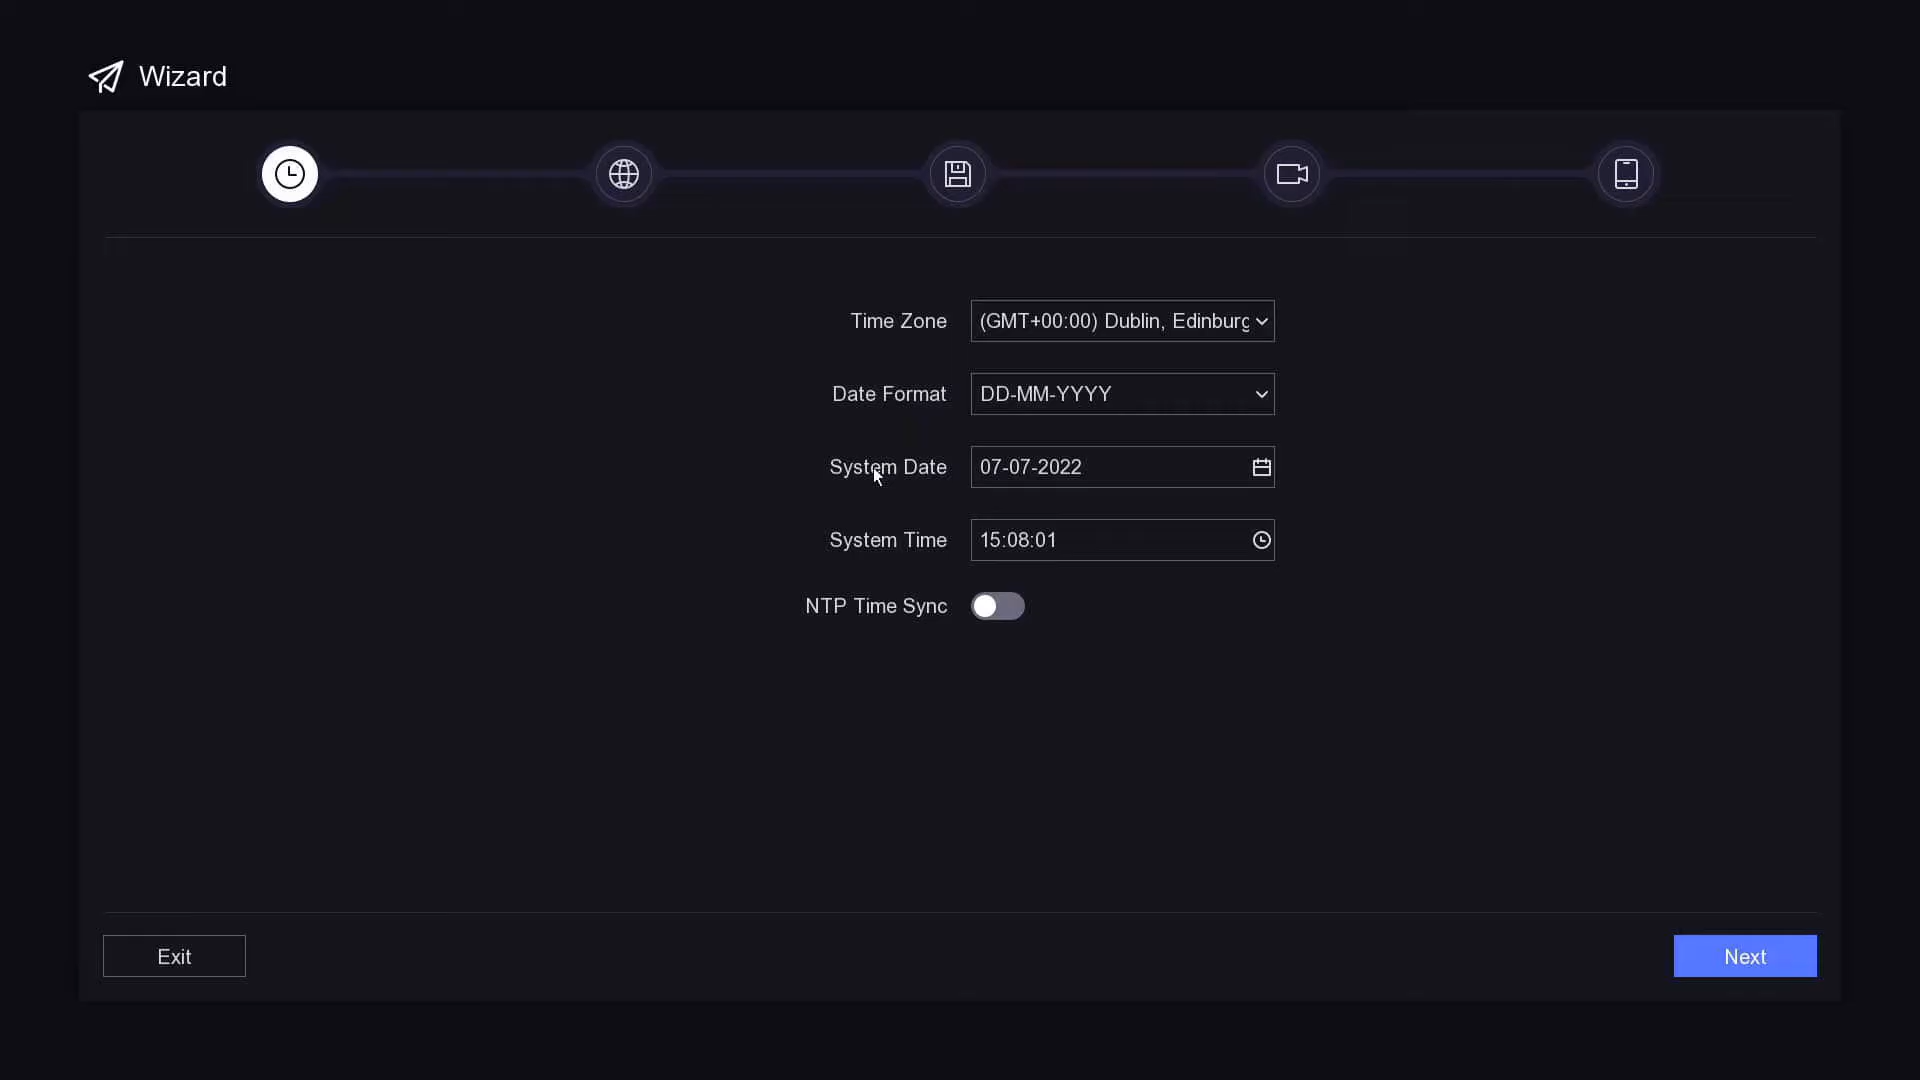 Wizard
Time Zone (GMT+00:00) Dublin, Edinburg
Date Format DD-MM-YYYY
System Date 07-07-2022
System Time 15:08:01
NTP Time Sync
Exit Next